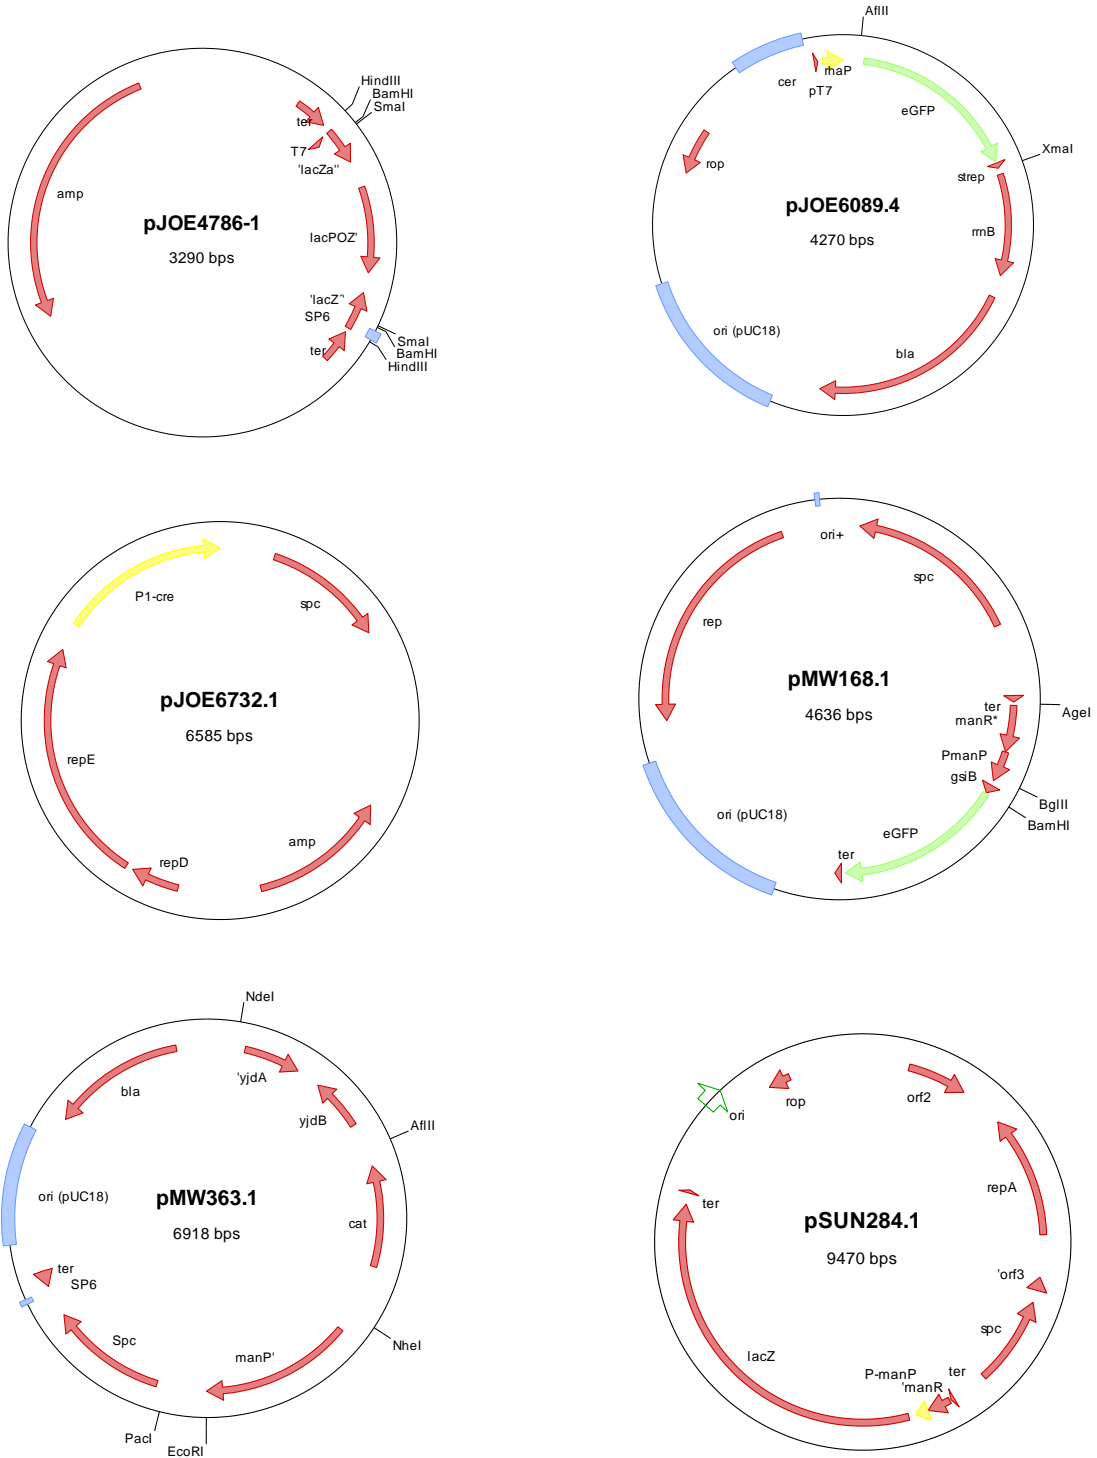 HindIII
BamHI
SmaI
ter
T7
'lacZa''
amp
pJOE4786-1
3290 bps
lacPOZ'
'lacZ''
SP6
ter
SmaI
BamHI
HindIII
AflII
rhaP
cer
pT7
eGFP
XmaI
rop
strep
pJOE6089.4
4270 bps
rrnB
ori (pUC18)
bla
P1-cre
spc
pJOE6732.1
6585 bps
repE
amp
repD
ori+
spc
rep
pMW168.1
4636 bps
ter
manR*
AgeI
PmanP
gsiB
BglII
BamHI
ori (pUC18)
eGFP
ter
NdeI
'yjdA
bla
yjdB
AflII
ori (pUC18)
pMW363.1
6918 bps
cat
ter
SP6
Spc
manP'
NheI
PacI
EcoRI
rop
ori
orf2
repA
ter
pSUN284.1
9470 bps
'orf3
spc
lacZ
P-manP
ter
'manR